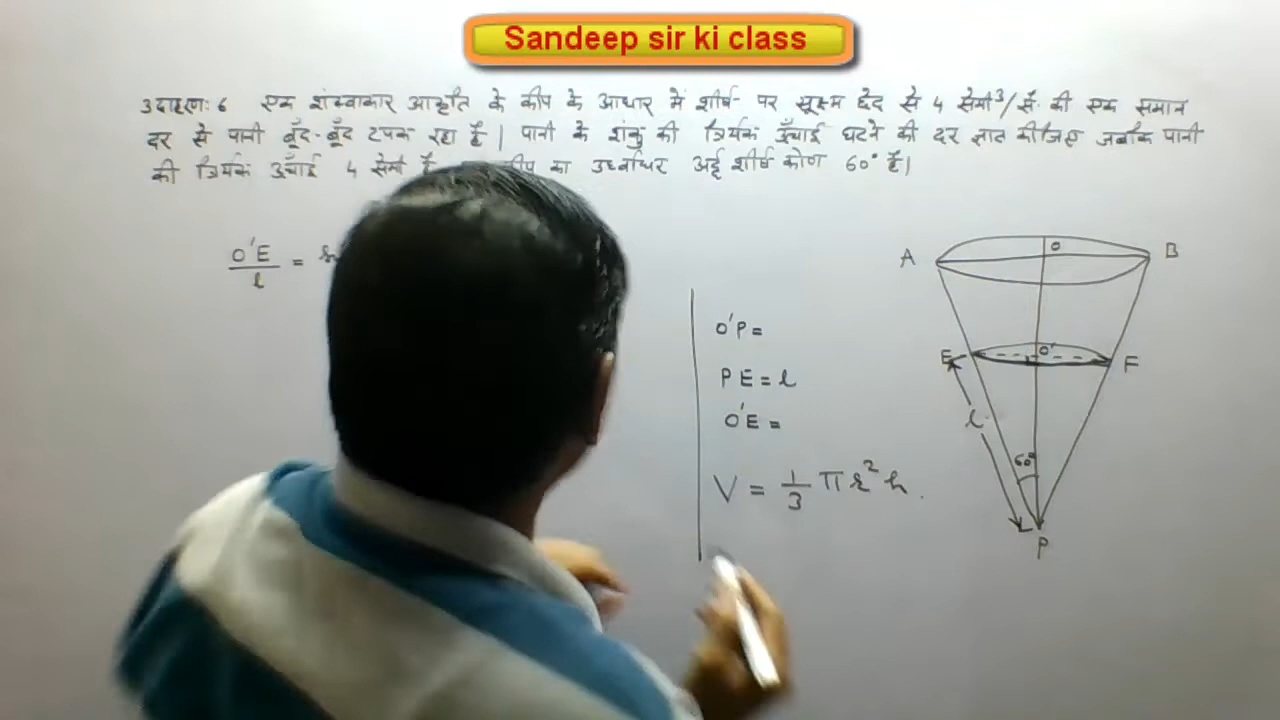 Sandeep sir ki class
उदाहरण: 6 एक शंक्वाकार आकृति के कीप के आधार में शीर्ष पर सूक्ष्म छेद से 4 सेमी³/से. की एक समान
दर से पानी बूँद-बूँद टपक रहा है। पानी के शंकु की त्रिर्यक ऊँचाई घटने की दर ज्ञात कीजिए जबकि पानी
की त्रिर्यक ऊँचाई 4 सेमी है कीप का उर्ध्वाधर अर्द्ध शीर्ष कोण 60° है।
O'E/l =
O'P =
PE = l
O'E =
V = 1/3 πr²h.
A
O
B
E
O'
F
l
60°
P